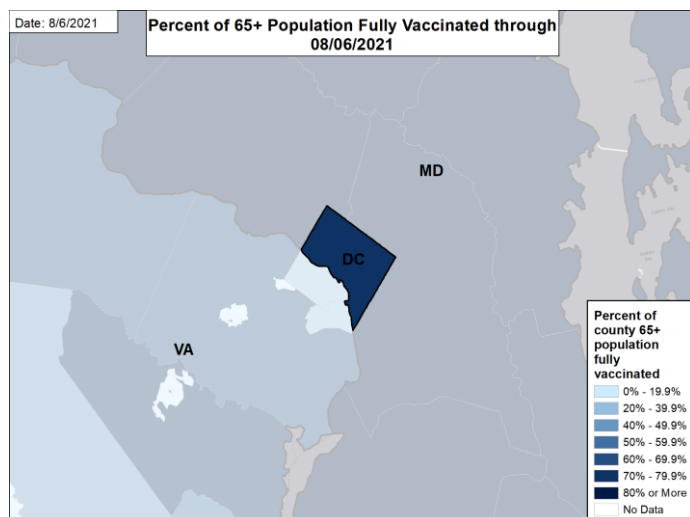 Date: 8/6/2021
Percent of 65+ Population Fully Vaccinated through
08/06/2021
MD
DC
VA
Percent of
county 65+
population
fully
vaccinated
0% - 19.9%
20% - 39.9%
40% - 49.9%
50% - 59.9%
60% - 69.9%
70% - 79.9%
80% or More
No Data